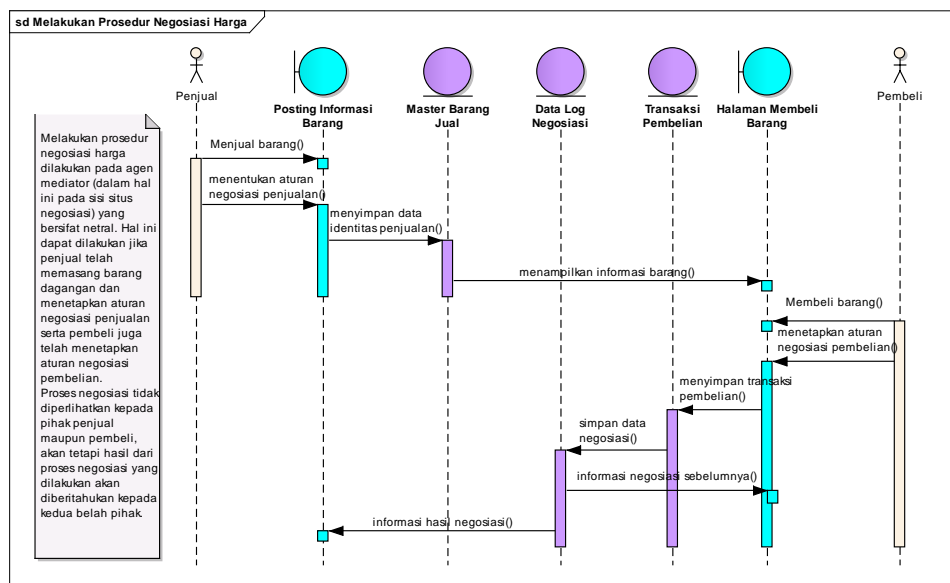 sd Melakukan Prosedur Negosiasi Harga
Penjual
Posting Informasi
Barang
Master Barang
Jual
Data Log
Negosiasi
Transaksi
Pembelian
Halaman Membeli
Barang
Pembeli
Melakukan prosedur
negosiasi harga
dilakukan pada agen
mediator (dalam hal
ini pada sisi situs
negosiasi) yang
bersifat netral. Hal ini
dapat dilakukan jika
penjual telah
memasang barang
dagangan dan
menetapkan aturan
negosiasi penjualan
serta pembeli juga
telah menetapkan
aturan negosiasi
pembelian.
Proses negosiasi tidak
diperlihatkan kepada
pihak penjual
maupun pembeli,
akan tetapi hasil dari
proses negosiasi yang
dilakukan akan
diberitahukan kepada
kedua belah pihak.
Menjual barang()
menentukan aturan
negosiasi penjualan()
menyimpan data
identitas penjualan()
menampilkan informasi barang()
Membeli barang()
menetapkan aturan
negosiasi pembelian()
menyimpan transaksi
pembelian()
simpan data
negosiasi()
informasi negosiasi sebelumnya()
informasi hasil negosiasi()